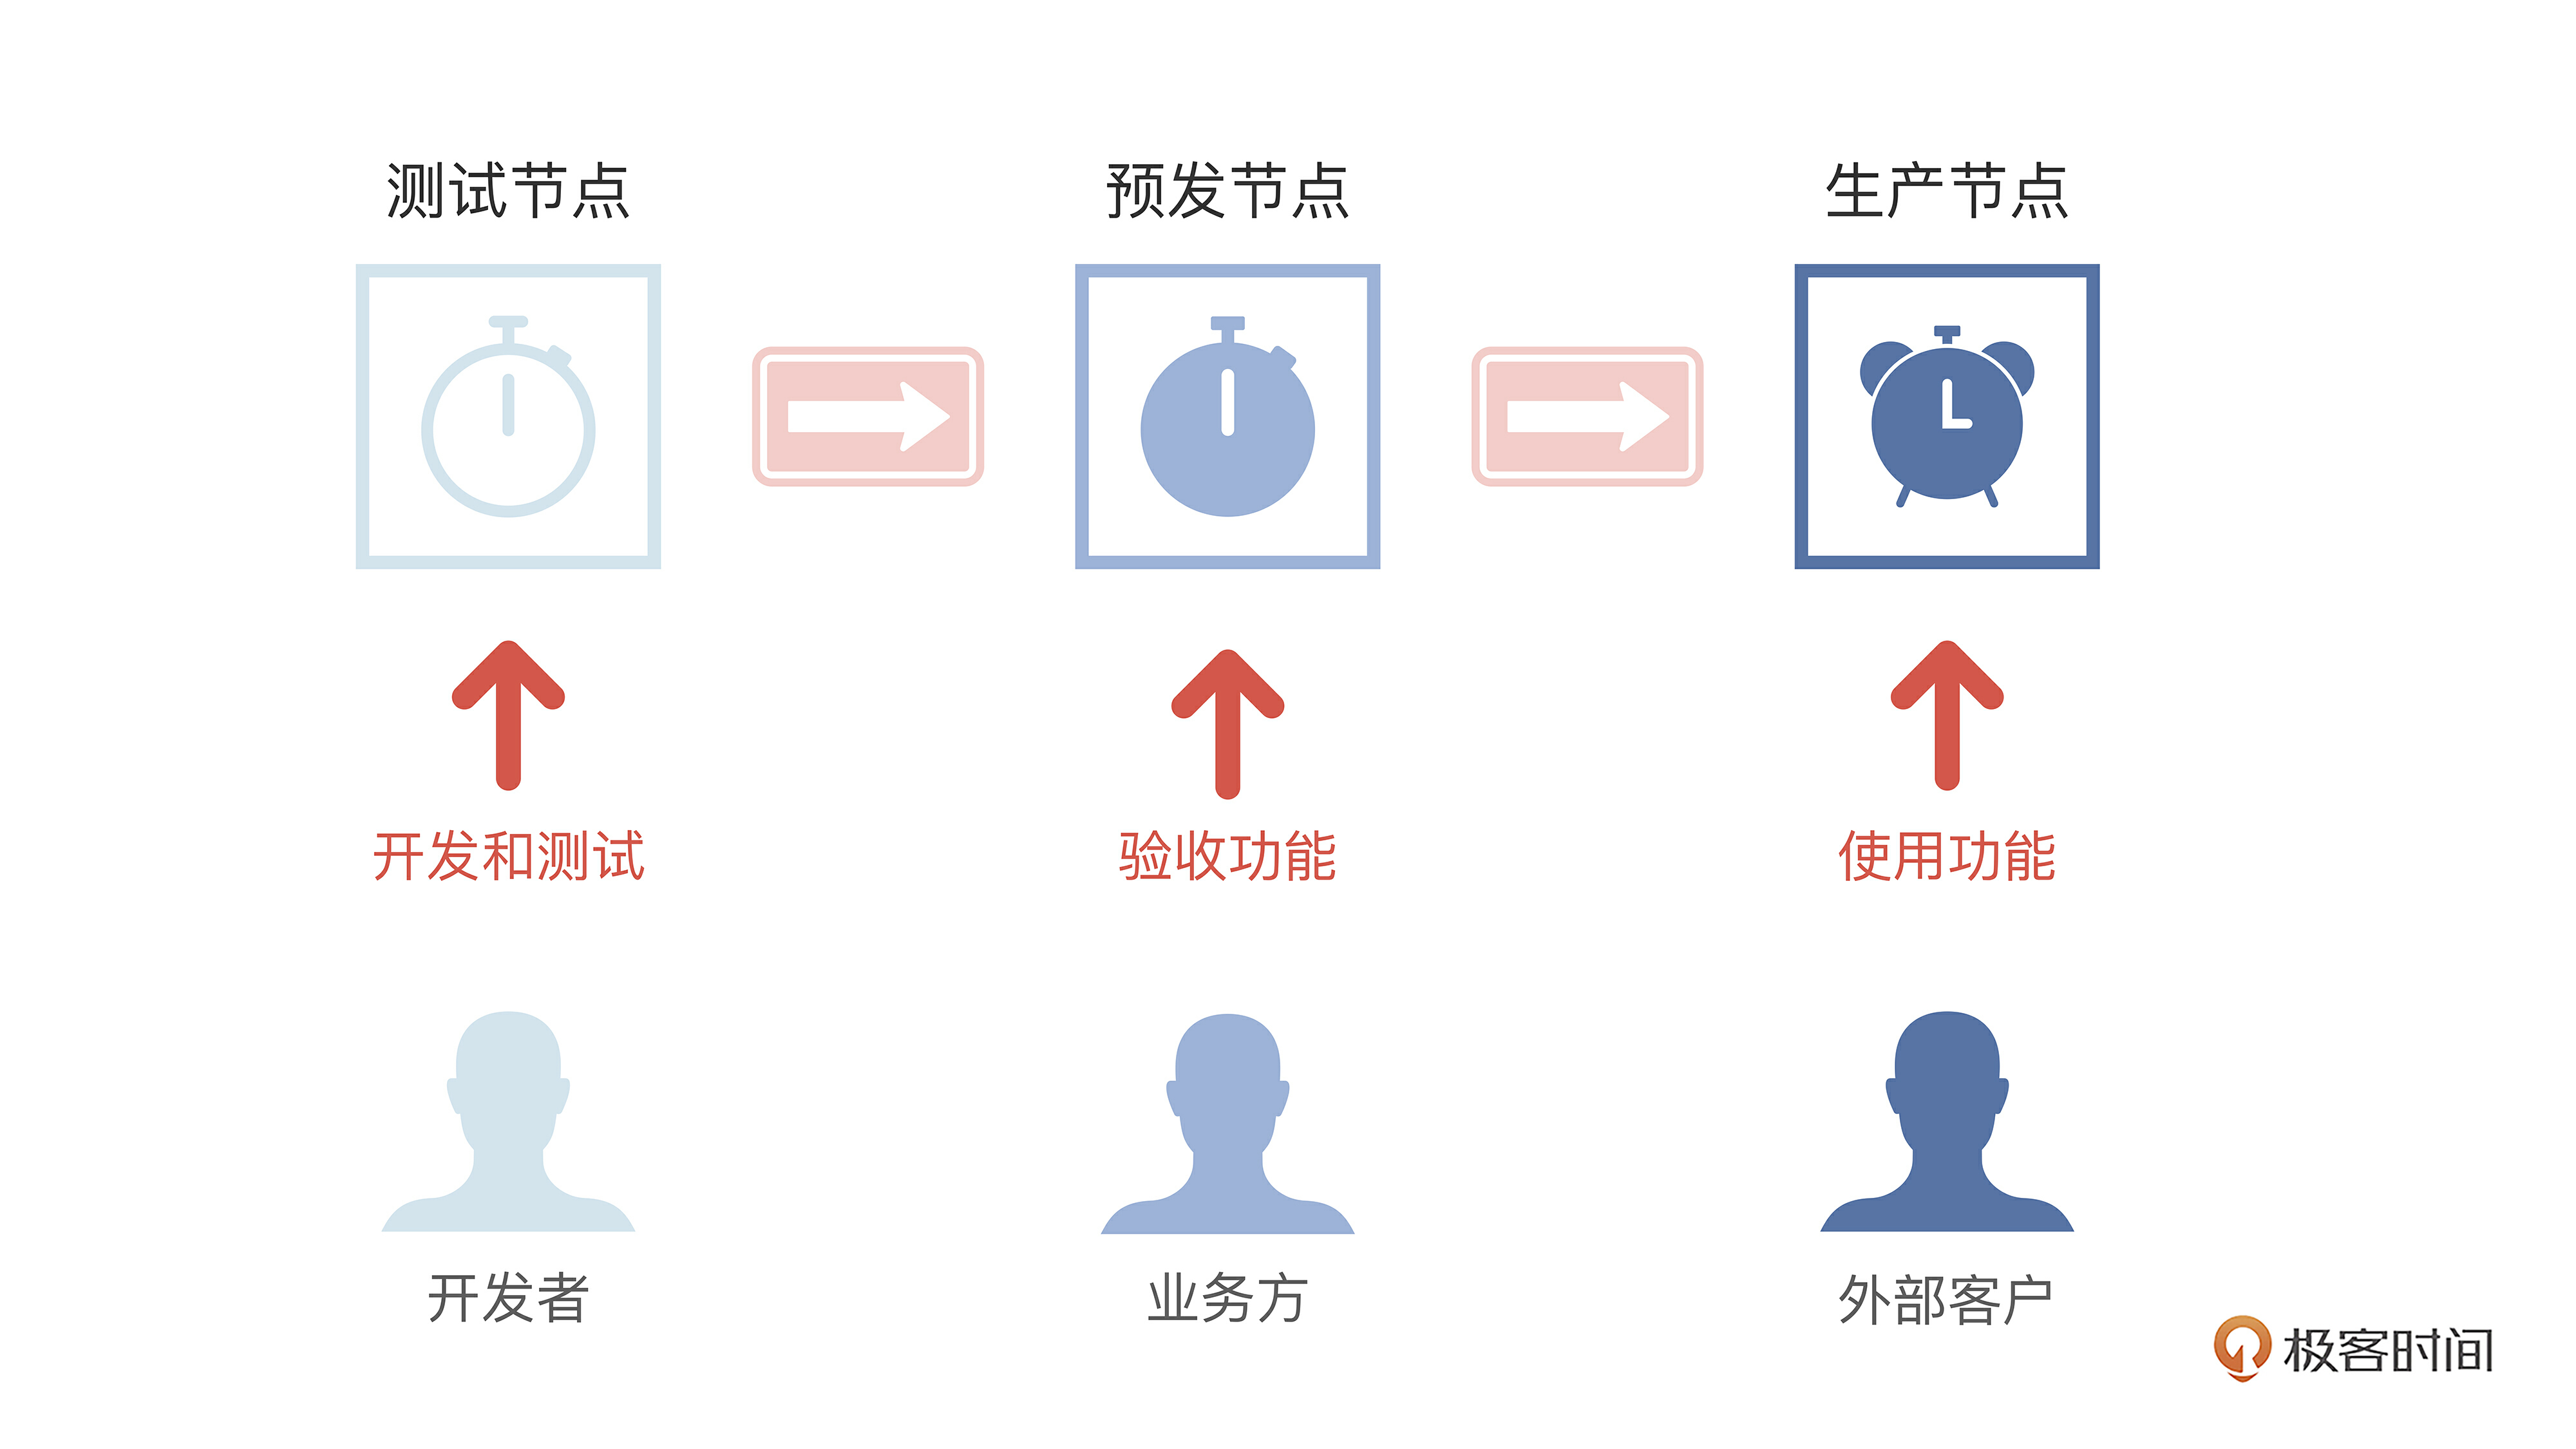 测试节点
预发节点
生产节点
开发和测试
验收功能
使用功能
开发者
业务方
外部客户
极客时间